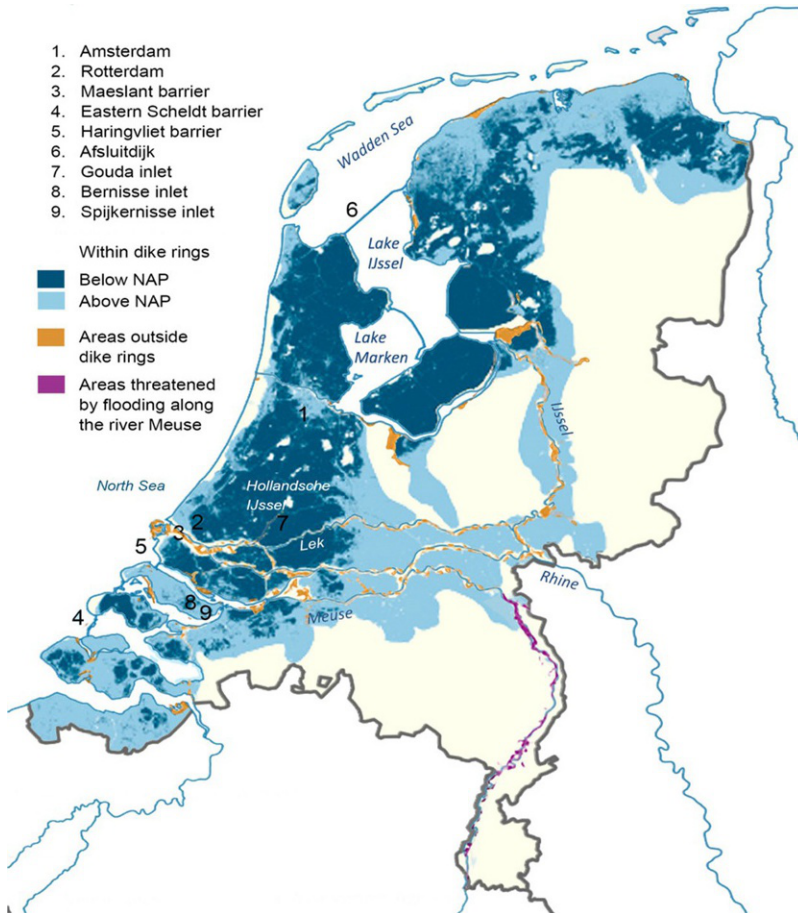 1. Amsterdam
2. Rotterdam
3. Maeslant barrier
4. Eastern Scheldt barrier
5. Haringvliet barrier
6. Afsluitdijk
7. Gouda inlet
8. Bernisse inlet
9. Spijkernisse inlet
Within dike rings
Below NAP
Above NAP
Areas outside
dike rings
Areas threatened
by flooding along
the river Meuse
Wadden Sea
6
Lake
IJssel
Lake
Marken
1
IJssel
North Sea
Hollandsche
IJssel
2
7
3
Lek
5
Rhine
8
9
4
Meuse